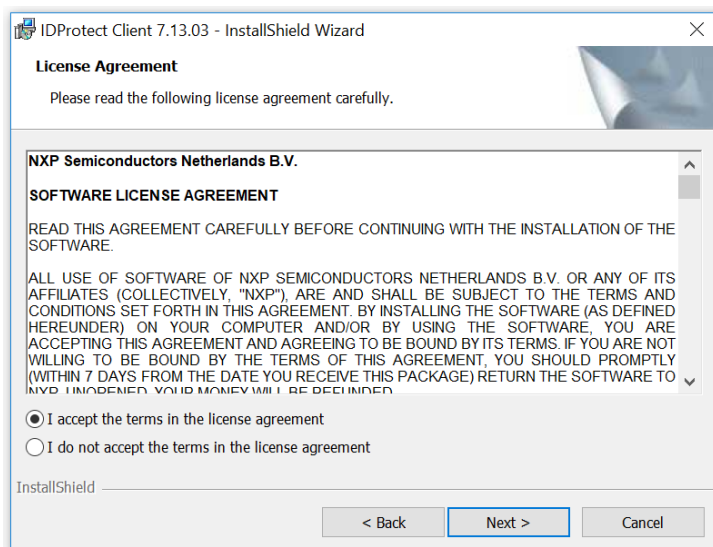 IDProtect Client 7.13.03 - InstallShield Wizard
License Agreement
Please read the following license agreement carefully.
NXP Semiconductors Netherlands B.V.
SOFTWARE LICENSE AGREEMENT
READ THIS AGREEMENT CAREFULLY BEFORE CONTINUING WITH THE INSTALLATION OF THE
SOFTWARE.
ALL USE OF SOFTWARE OF NXP SEMICONDUCTORS NETHERLANDS B.V. OR ANY OF ITS
AFFILIATES (COLLECTIVELY, "NXP"), ARE AND SHALL BE SUBJECT TO THE TERMS AND
CONDITIONS SET FORTH IN THIS AGREEMENT. BY INSTALLING THE SOFTWARE (AS DEFINED
HEREUNDER) ON YOUR COMPUTER AND/OR BY USING THE SOFTWARE, YOU ARE
ACCEPTING THIS AGREEMENT AND AGREEING TO BE BOUND BY ITS TERMS. IF YOU ARE NOT
WILLING TO BE BOUND BY THE TERMS OF THIS AGREEMENT, YOU SHOULD PROMPTLY
(WITHIN 7 DAYS FROM THE DATE YOU RECEIVE THIS PACKAGE) RETURN THE SOFTWARE TO
NXP, UNOPENED, YOUR MONEY WILL BE REFUNDED
I accept the terms in the license agreement
I do not accept the terms in the license agreement
InstallShield
< Back
Next >
Cancel